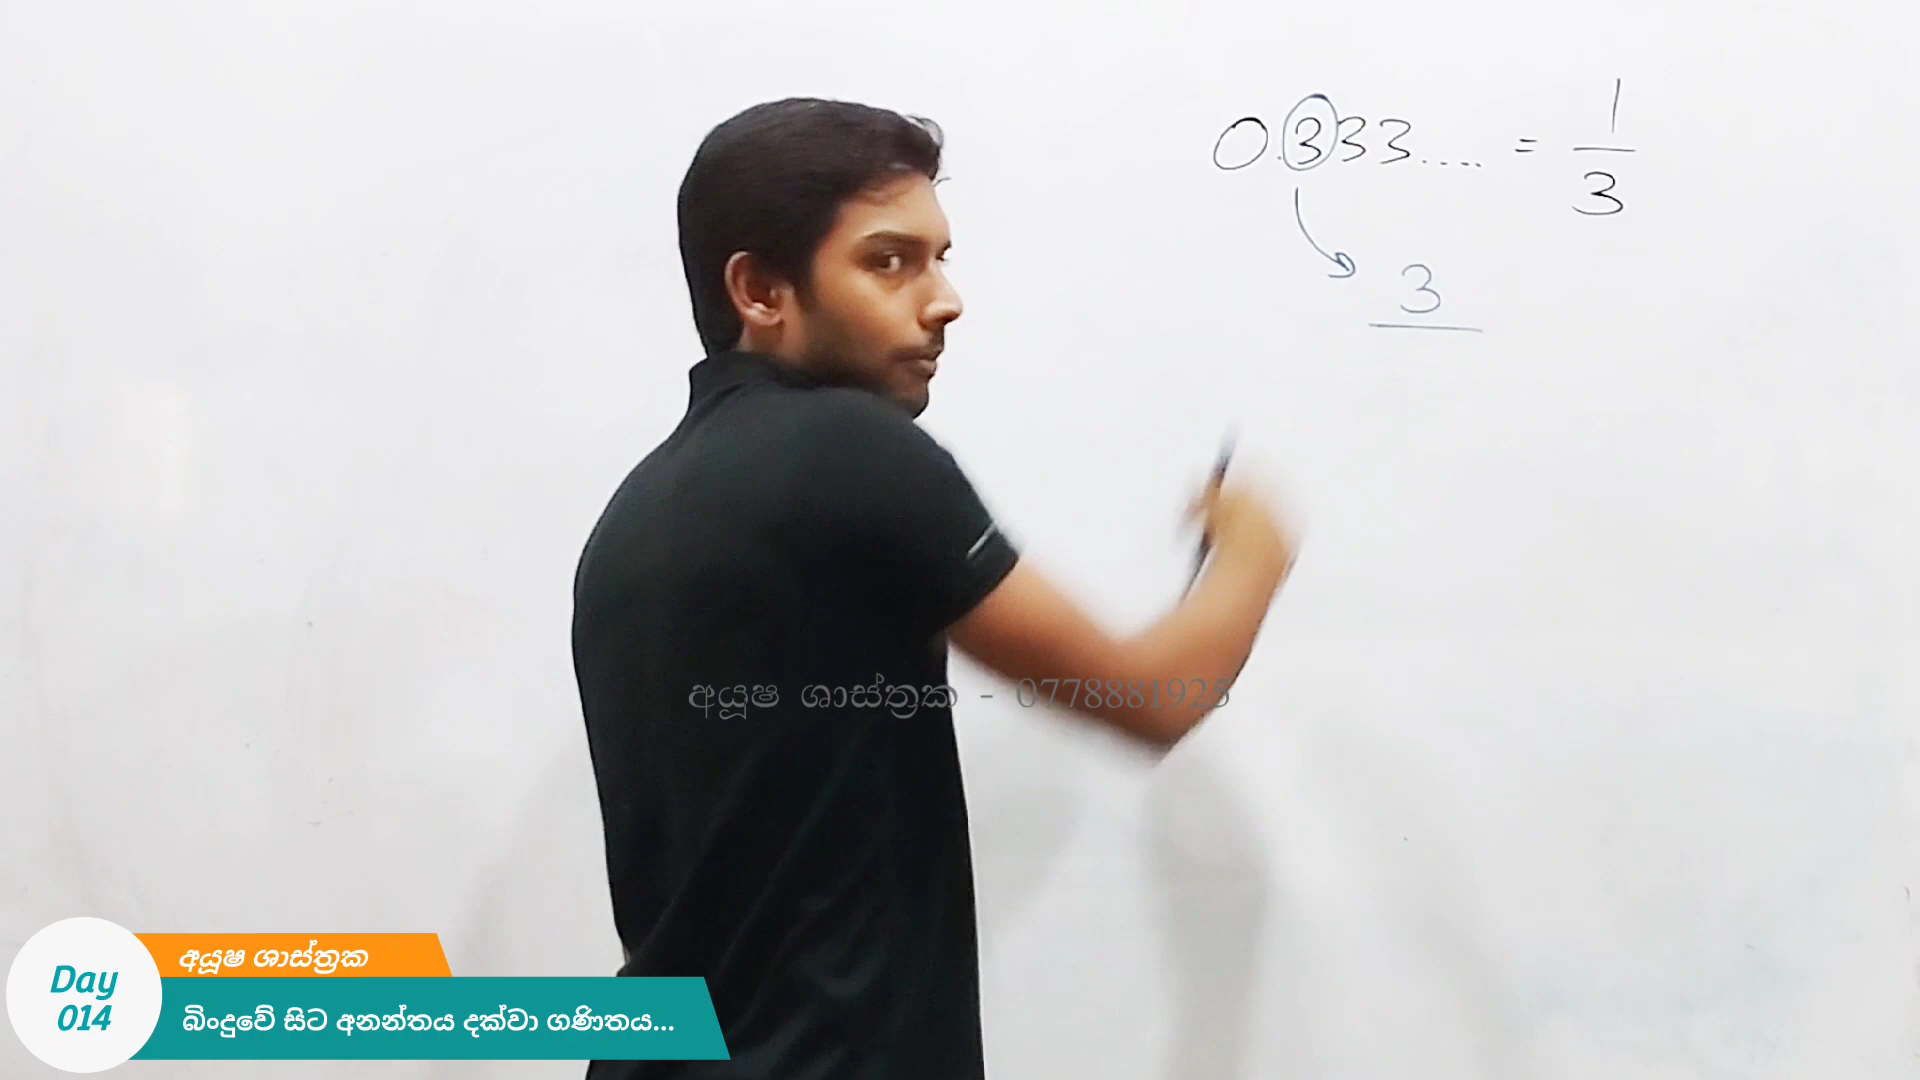 0.333.... = 1/3
3
අයූෂ ශාස්ත්‍රක - 0778881925
Day
014
අයූෂ ශාස්ත්‍රක
බිංදුවේ සිට අනන්තය දක්වා ගණිතය...